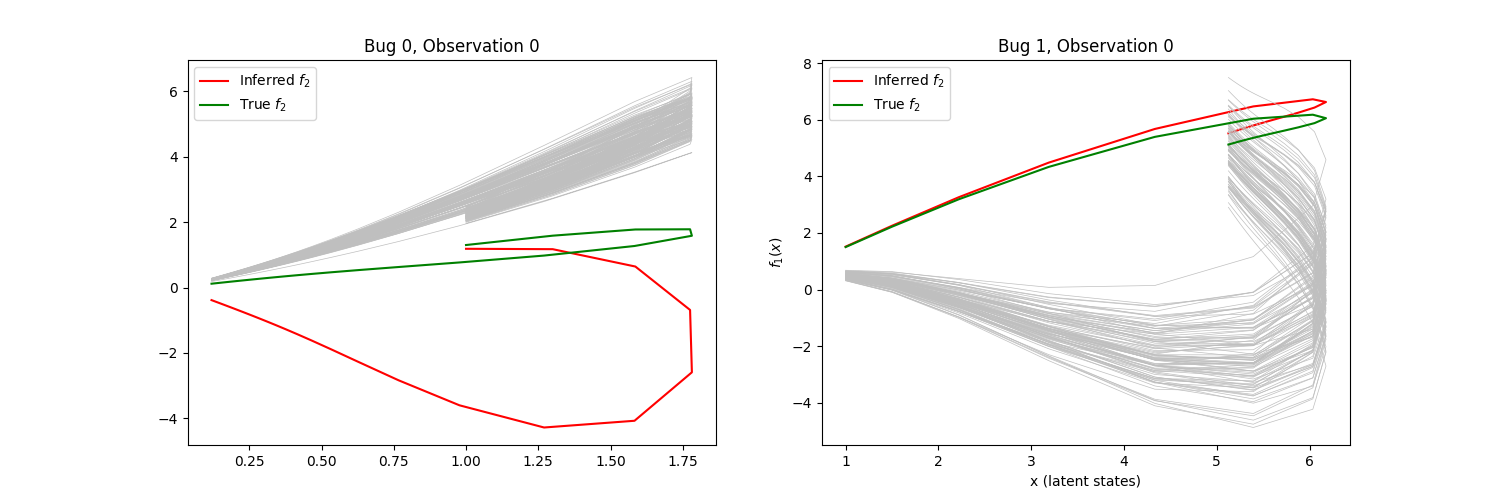 Bug 0, Observation 0
Inferred f₂
True f₂
6
4
2
0
−2
−4
0.25 0.50 0.75 1.00 1.25 1.50 1.75
Bug 1, Observation 0
Inferred f₂
True f₂
f₁(x)
8
6
4
2
0
−2
−4
1 2 3 4 5 6
x (latent states)